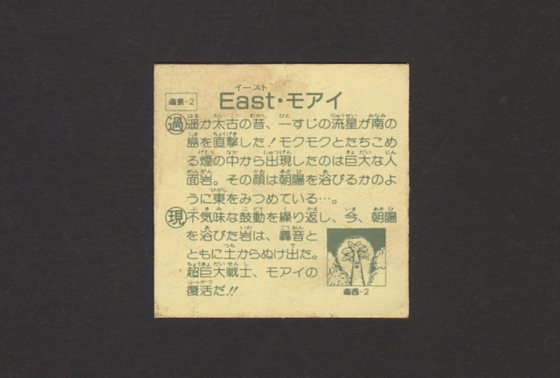 イースト
南東-2
East・モアイ
過 遥か太古の昔、一すじの流星が南の
島を直撃した！モクモクとたちこめ
る煙の中から出現したのは巨大な人
面岩。その顔は朝陽を浴びるかのよ
うに東をみつめている…。
現 不気味な鼓動を繰り返し、今、朝陽
を浴びた岩は、轟音と
ともに土からぬけ出た。
超巨大戦士、モアイの
復活だ!!
南西-2